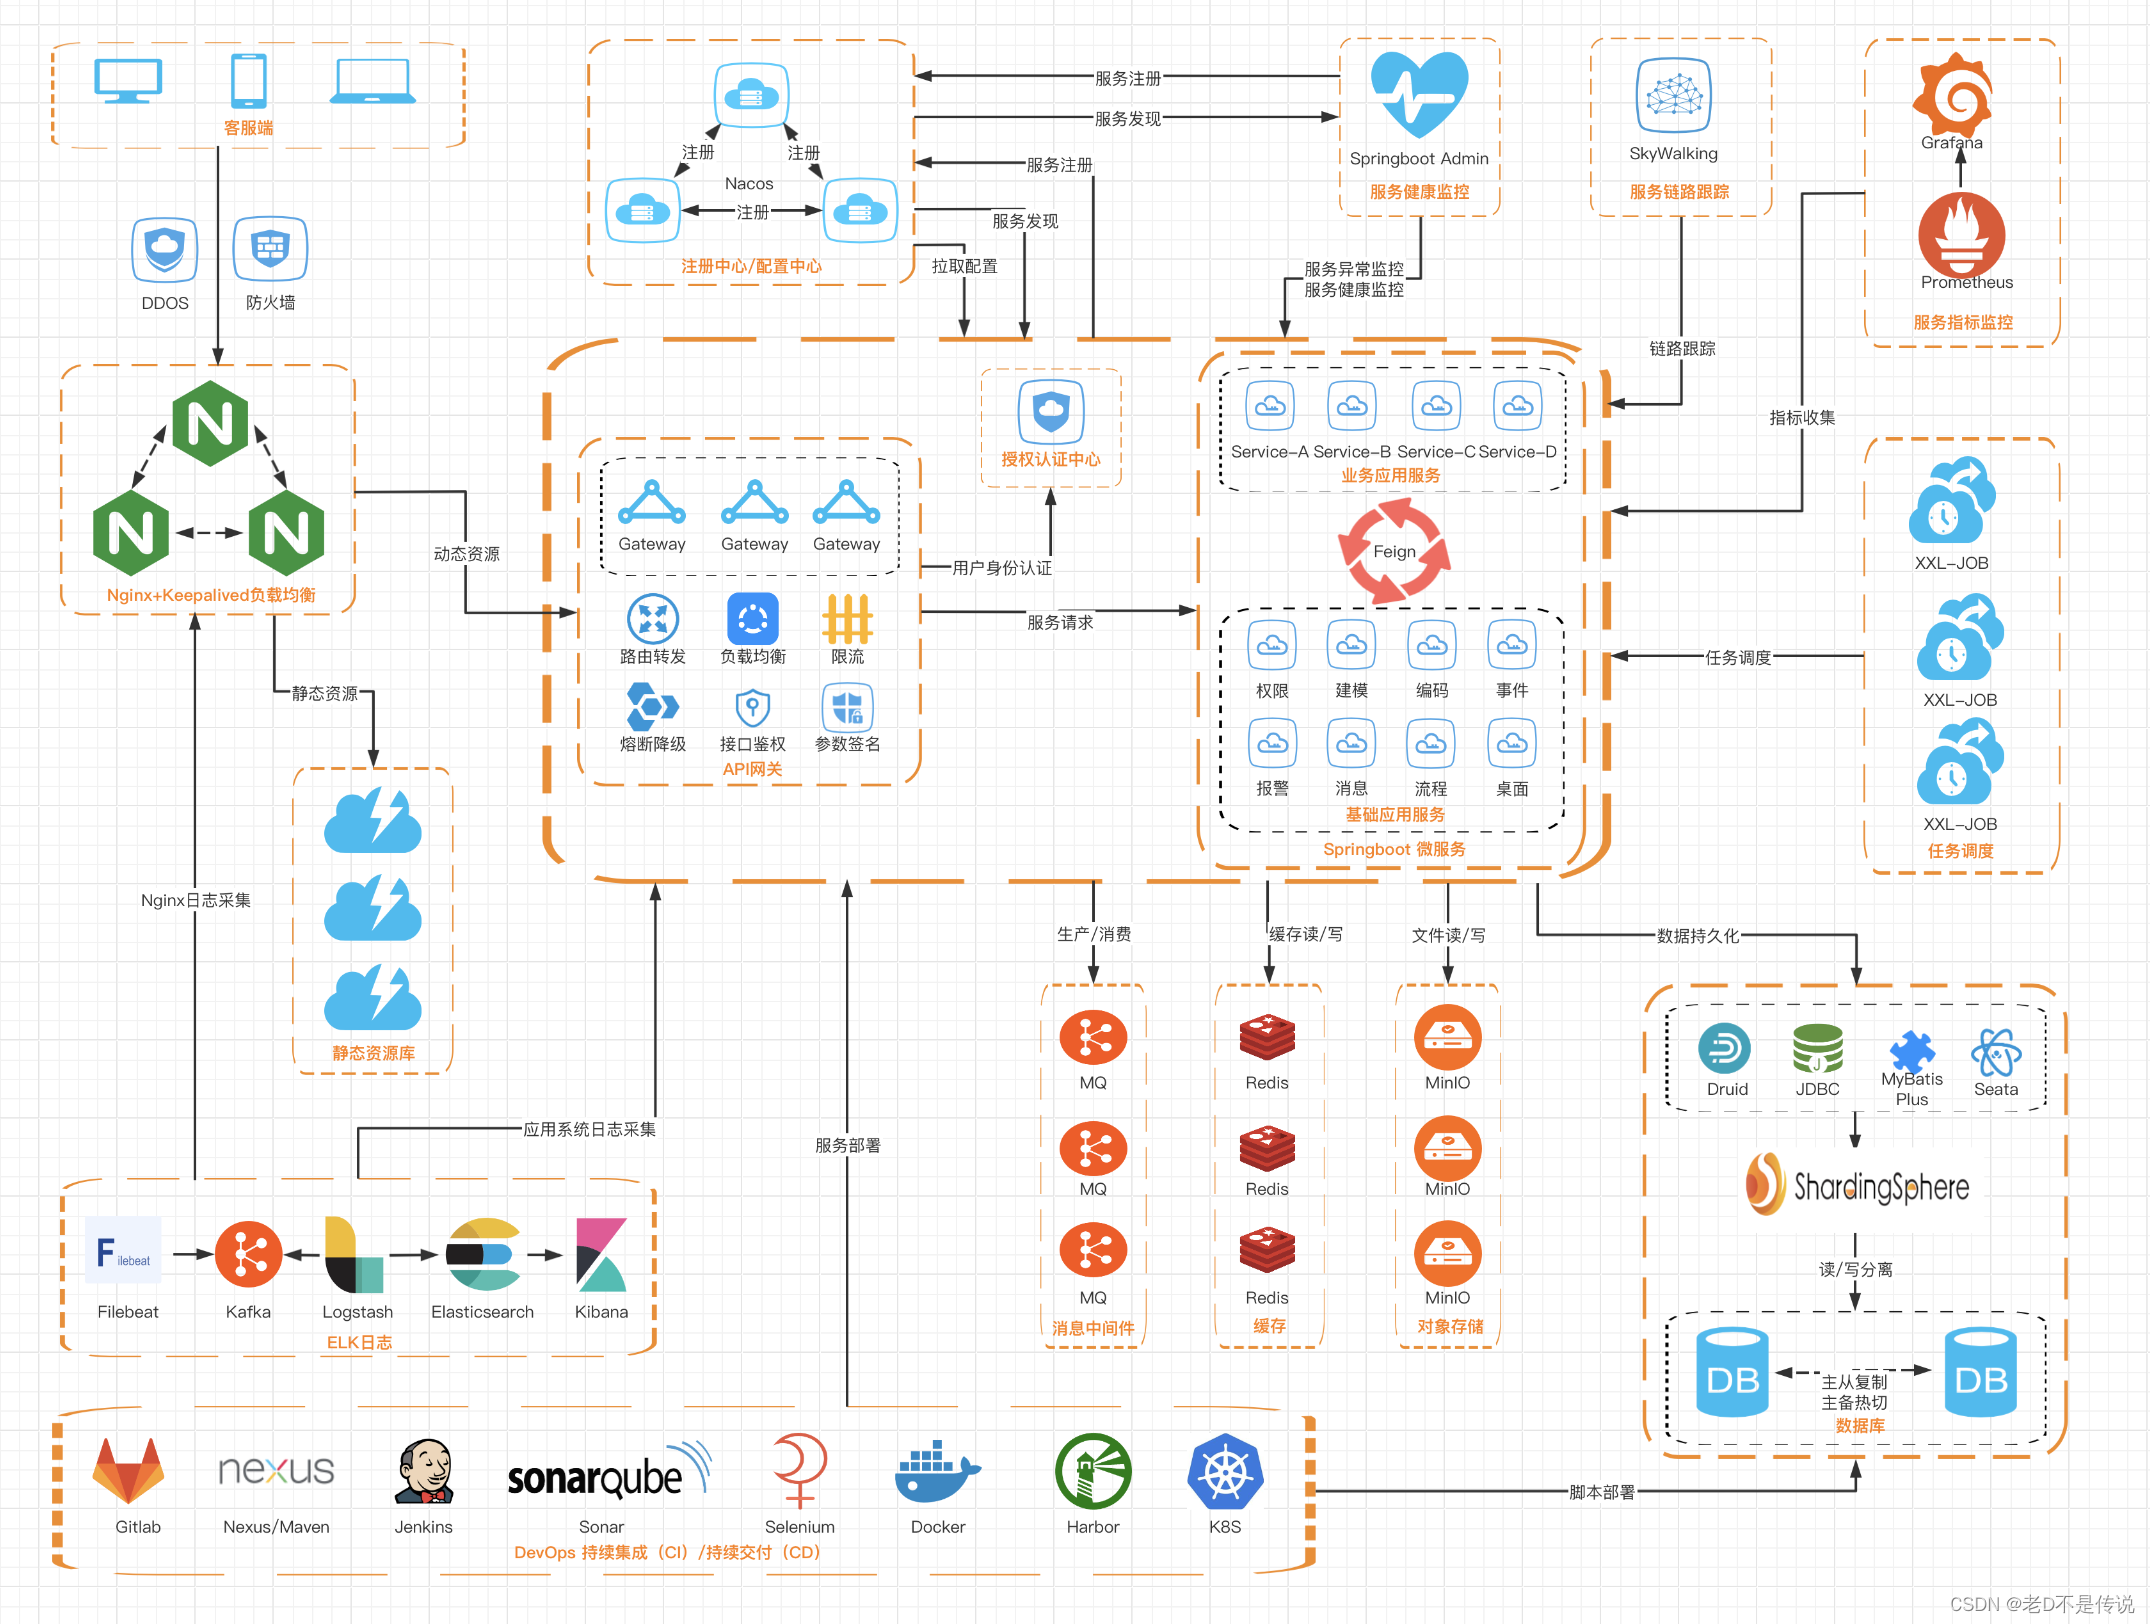 客服端
DDOS
防火墙
Nginx+Keepalived负载均衡
动态资源
静态资源
静态资源库
Nginx日志采集
注册
注册
Nacos
注册
注册中心/配置中心
服务注册
服务发现
服务注册
服务发现
拉取配置
Springboot Admin
服务健康监控
服务异常监控
服务健康监控
SkyWalking
服务链路跟踪
链路跟踪
Grafana
Prometheus
服务指标监控
指标收集
授权认证中心
用户身份认证
服务请求
Gateway
Gateway
Gateway
路由转发
负载均衡
限流
熔断降级
接口鉴权
参数签名
API网关
Service-A
Service-B
Service-C
Service-D
业务应用服务
Feign
权限
建模
编码
事件
报警
消息
流程
桌面
基础应用服务
Springboot 微服务
XXL-JOB
XXL-JOB
XXL-JOB
任务调度
任务调度
生产/消费
缓存读/写
文件读/写
数据持久化
MQ
MQ
MQ
消息中间件
Redis
Redis
Redis
缓存
MinIO
MinIO
MinIO
对象存储
Druid
JDBC
MyBatis
Plus
Seata
ShardingSphere
读/写分离
DB
DB
主从复制
主备热切
数据库
应用系统日志采集
服务部署
Filebeat
Filebeat
Kafka
Logstash
Elasticsearch
Kibana
ELK日志
nexus
sonarqube
Gitlab
Nexus/Maven
Jenkins
Sonar
Selenium
Docker
Harbor
K8S
DevOps 持续集成（CI）/持续交付（CD）
脚本部署
CSDN @老D不是传说